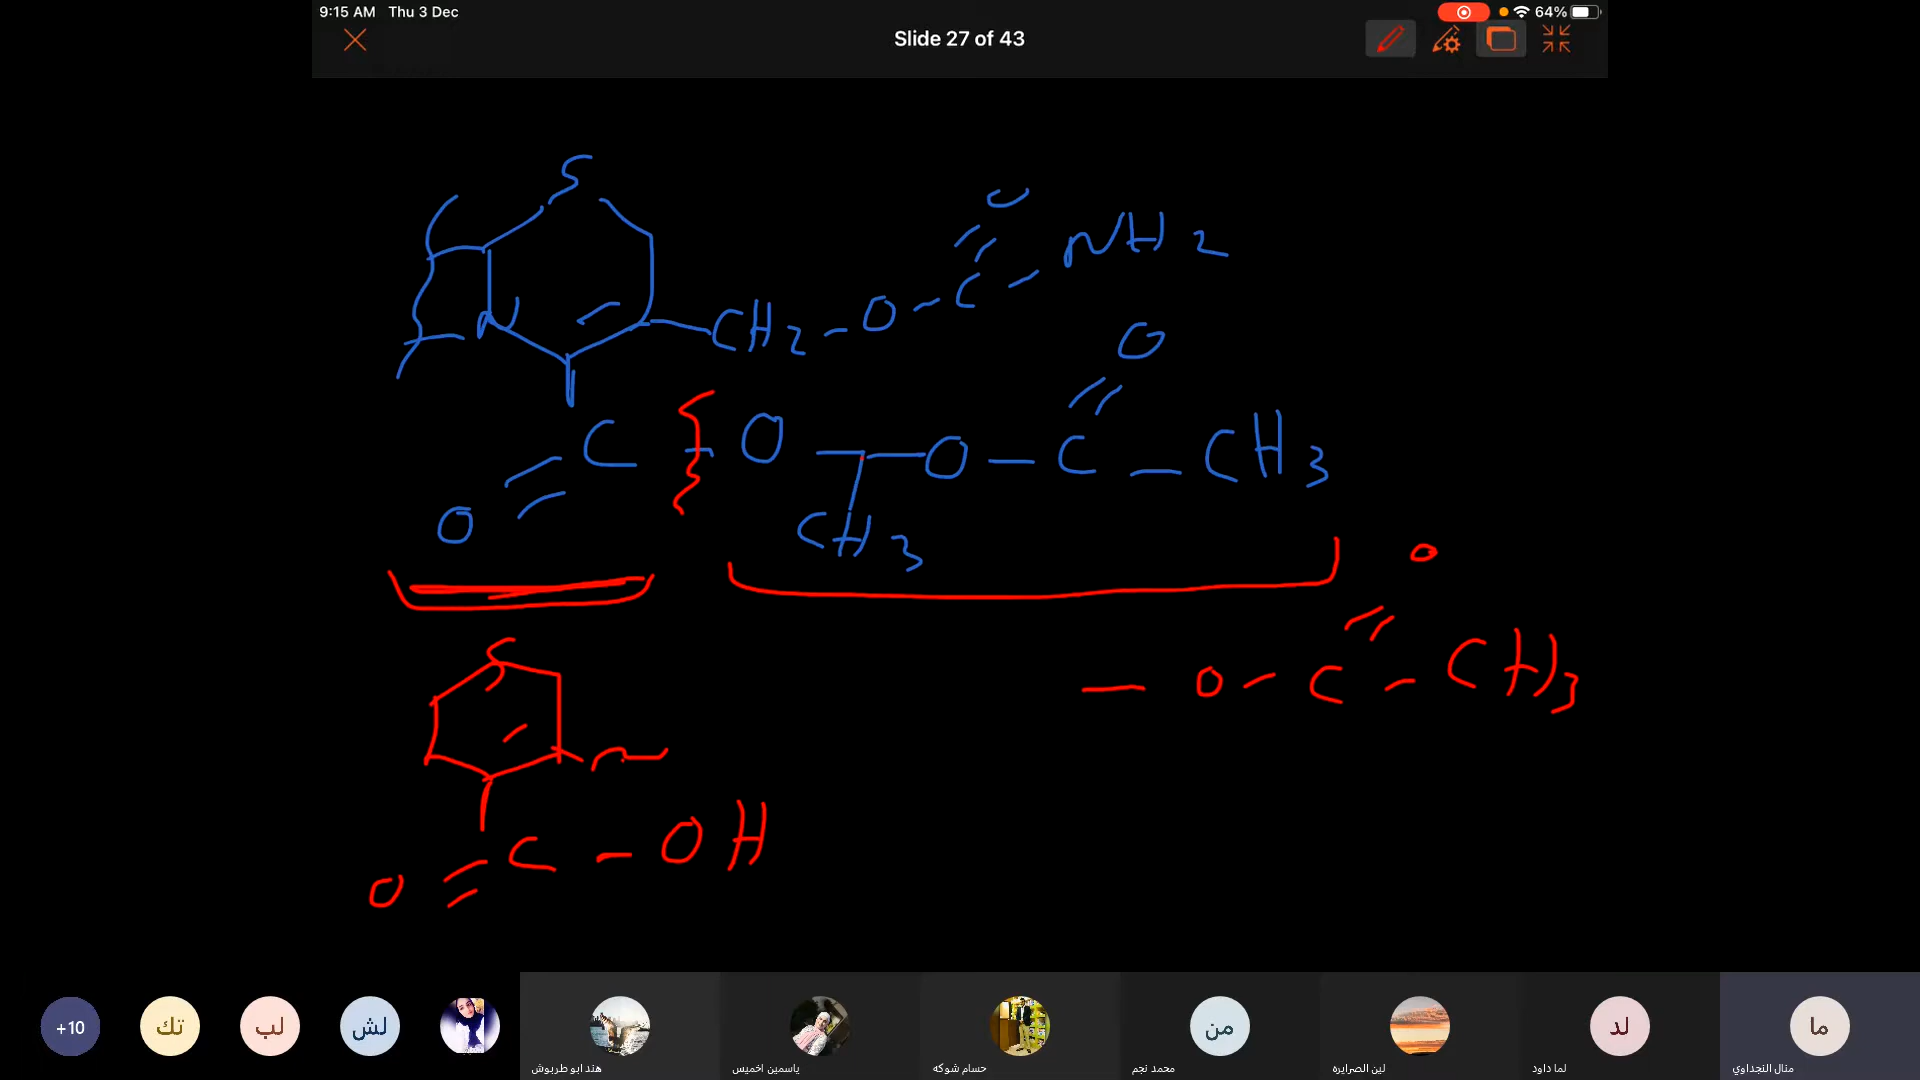 9:15 AM Thu 3 Dec
64%
Slide 27 of 43
S
N
CH2-O-C-NH2
O
O
C-O
O-C-CH3
O
CH3
O
S
-O-C-CH3
C-OH
O
+10
تك
لب
لش
من
لد
ما
هند ابو طربوش
ياسمين اخميس
حسام شوكه
محمد نجم
لين الصرايره
لما داود
منال النجداوي